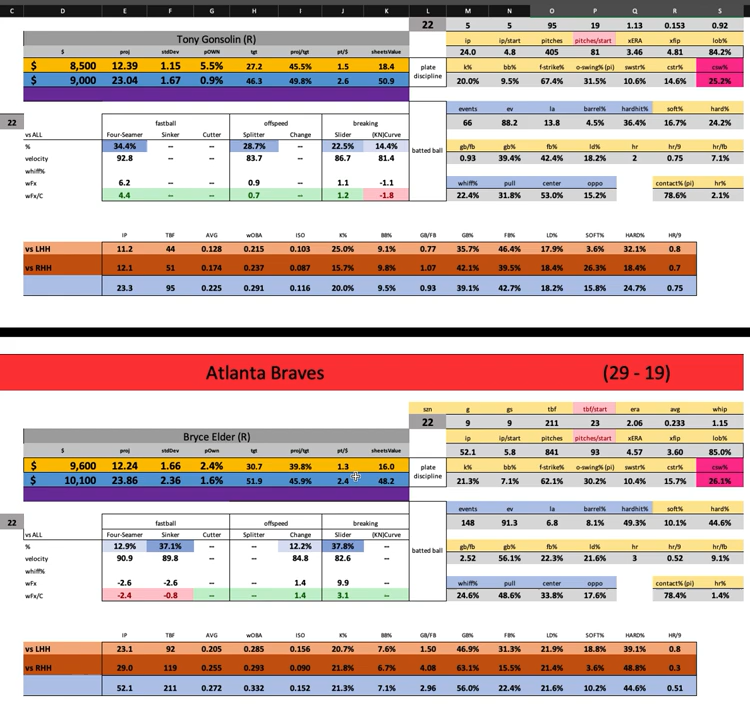 C D E F G H I J K L M N O P Q R S
22 5 5 95 19 1.13 0.153 0.92
Tony Gonsolin (R) ip ip/start pitches pitches/start xERA xfip lob%
$ proj stdDev pOWN tgt proj/tgt pt/$ sheetsValue 24.0 4.8 405 81 3.46 4.81 84.2%
$ 8,500 12.39 1.15 5.5% 27.2 45.5% 1.5 18.4 plate discipline k% bb% f-strike% o-swing% (pi) swstr% cstr% csw%
$ 9,000 23.04 1.67 0.9% 46.3 49.8% 2.6 50.9 20.0% 9.5% 67.4% 31.5% 10.6% 14.6% 25.2%
events ev la barrel% hardhit% soft% hard%
22 fastball offspeed breaking 66 88.2 13.8 4.5% 36.4% 16.7% 24.2%
vs ALL Four-Seamer Sinker Cutter Splitter Change Slider (KN)Curve
% 34.4% -- -- 28.7% -- 22.5% 14.4% batted ball gb/fb gb% fb% ld% hr hr/9 hr/fb
velocity 92.8 -- -- 83.7 -- 86.7 81.4 0.93 39.4% 42.4% 18.2% 2 0.75 7.1%
whiff%
wFx 6.2 -- -- 0.9 -- 1.1 -1.1 whiff% pull center oppo contact% (pi) hr%
wFx/C 4.4 -- -- 0.7 -- 1.2 -1.8 22.4% 31.8% 53.0% 15.2% 78.6% 2.1%
IP TBF AVG wOBA ISO K% BB% GB/FB GB% FB% LD% SOFT% HARD% HR/9
vs LHH 11.2 44 0.128 0.215 0.103 25.0% 9.1% 0.77 35.7% 46.4% 17.9% 3.6% 32.1% 0.8
vs RHH 12.1 51 0.174 0.237 0.087 15.7% 9.8% 1.07 42.1% 39.5% 18.4% 26.3% 18.4% 0.7
23.3 95 0.225 0.291 0.116 20.0% 9.5% 0.93 39.1% 42.7% 18.2% 15.8% 24.7% 0.75
Atlanta Braves (29 - 19)
szn g gs tbf tbf/start era avg whip
22 9 9 211 23 2.06 0.233 1.15
Bryce Elder (R) ip ip/start pitches pitches/start xERA xfip lob%
$ proj stdDev pOwn tgt proj/tgt pt/$ sheetsValue 52.1 5.8 841 93 4.57 3.60 85.0%
$ 9,600 12.24 1.66 2.4% 30.7 39.8% 1.3 16.0 plate discipline k% bb% f-strike% o-swing% (pi) swstr% cstr% csw%
$ 10,100 23.86 2.36 1.6% 51.9 45.9% 2.4 48.2 21.3% 7.1% 62.1% 30.2% 10.4% 15.7% 26.1%
events ev la barrel% hardhit% soft% hard%
22 fastball offspeed breaking 148 91.3 6.8 8.1% 49.3% 10.1% 44.6%
vs ALL Four-Seamer Sinker Cutter Splitter Change Slider (KN)Curve
% 12.9% 37.1% -- -- 12.2% 37.8% -- batted ball gb/fb gb% fb% ld% hr hr/9 hr/fb
velocity 90.9 89.8 -- -- 84.8 82.6 -- 2.52 56.1% 22.3% 21.6% 3 0.52 9.1%
whiff%
wFx -2.6 -2.6 -- -- 1.4 9.9 -- whiff% pull center oppo contact% (pi) hr%
wFx/C -2.4 -0.8 -- -- 1.4 3.1 -- 24.6% 48.6% 33.8% 17.6% 78.4% 1.4%
IP TBF AVG wOBA ISO K% BB% GB/FB GB% FB% LD% SOFT% HARD% HR/9
vs LHH 23.1 92 0.205 0.285 0.156 20.7% 7.6% 1.50 46.9% 31.3% 21.9% 18.8% 39.1% 0.8
vs RHH 29.0 119 0.255 0.293 0.090 21.8% 6.7% 4.08 63.1% 15.5% 21.4% 3.6% 48.8% 0.3
52.1 211 0.272 0.332 0.152 21.3% 7.1% 2.96 56.0% 22.4% 21.6% 10.2% 44.6% 0.51